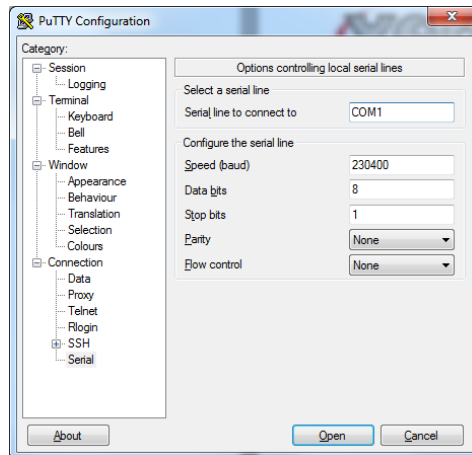 PuTTY Configuration
Category:
Session
Logging
Terminal
Keyboard
Bell
Features
Window
Appearance
Behaviour
Translation
Selection
Colours
Connection
Data
Proxy
Telnet
Rlogin
SSH
Serial
Options controlling local serial lines
Select a serial line
Serial line to connect to COM1
Configure the serial line
Speed (baud) 230400
Data bits 8
Stop bits 1
Parity None
Flow control None
About Open Cancel